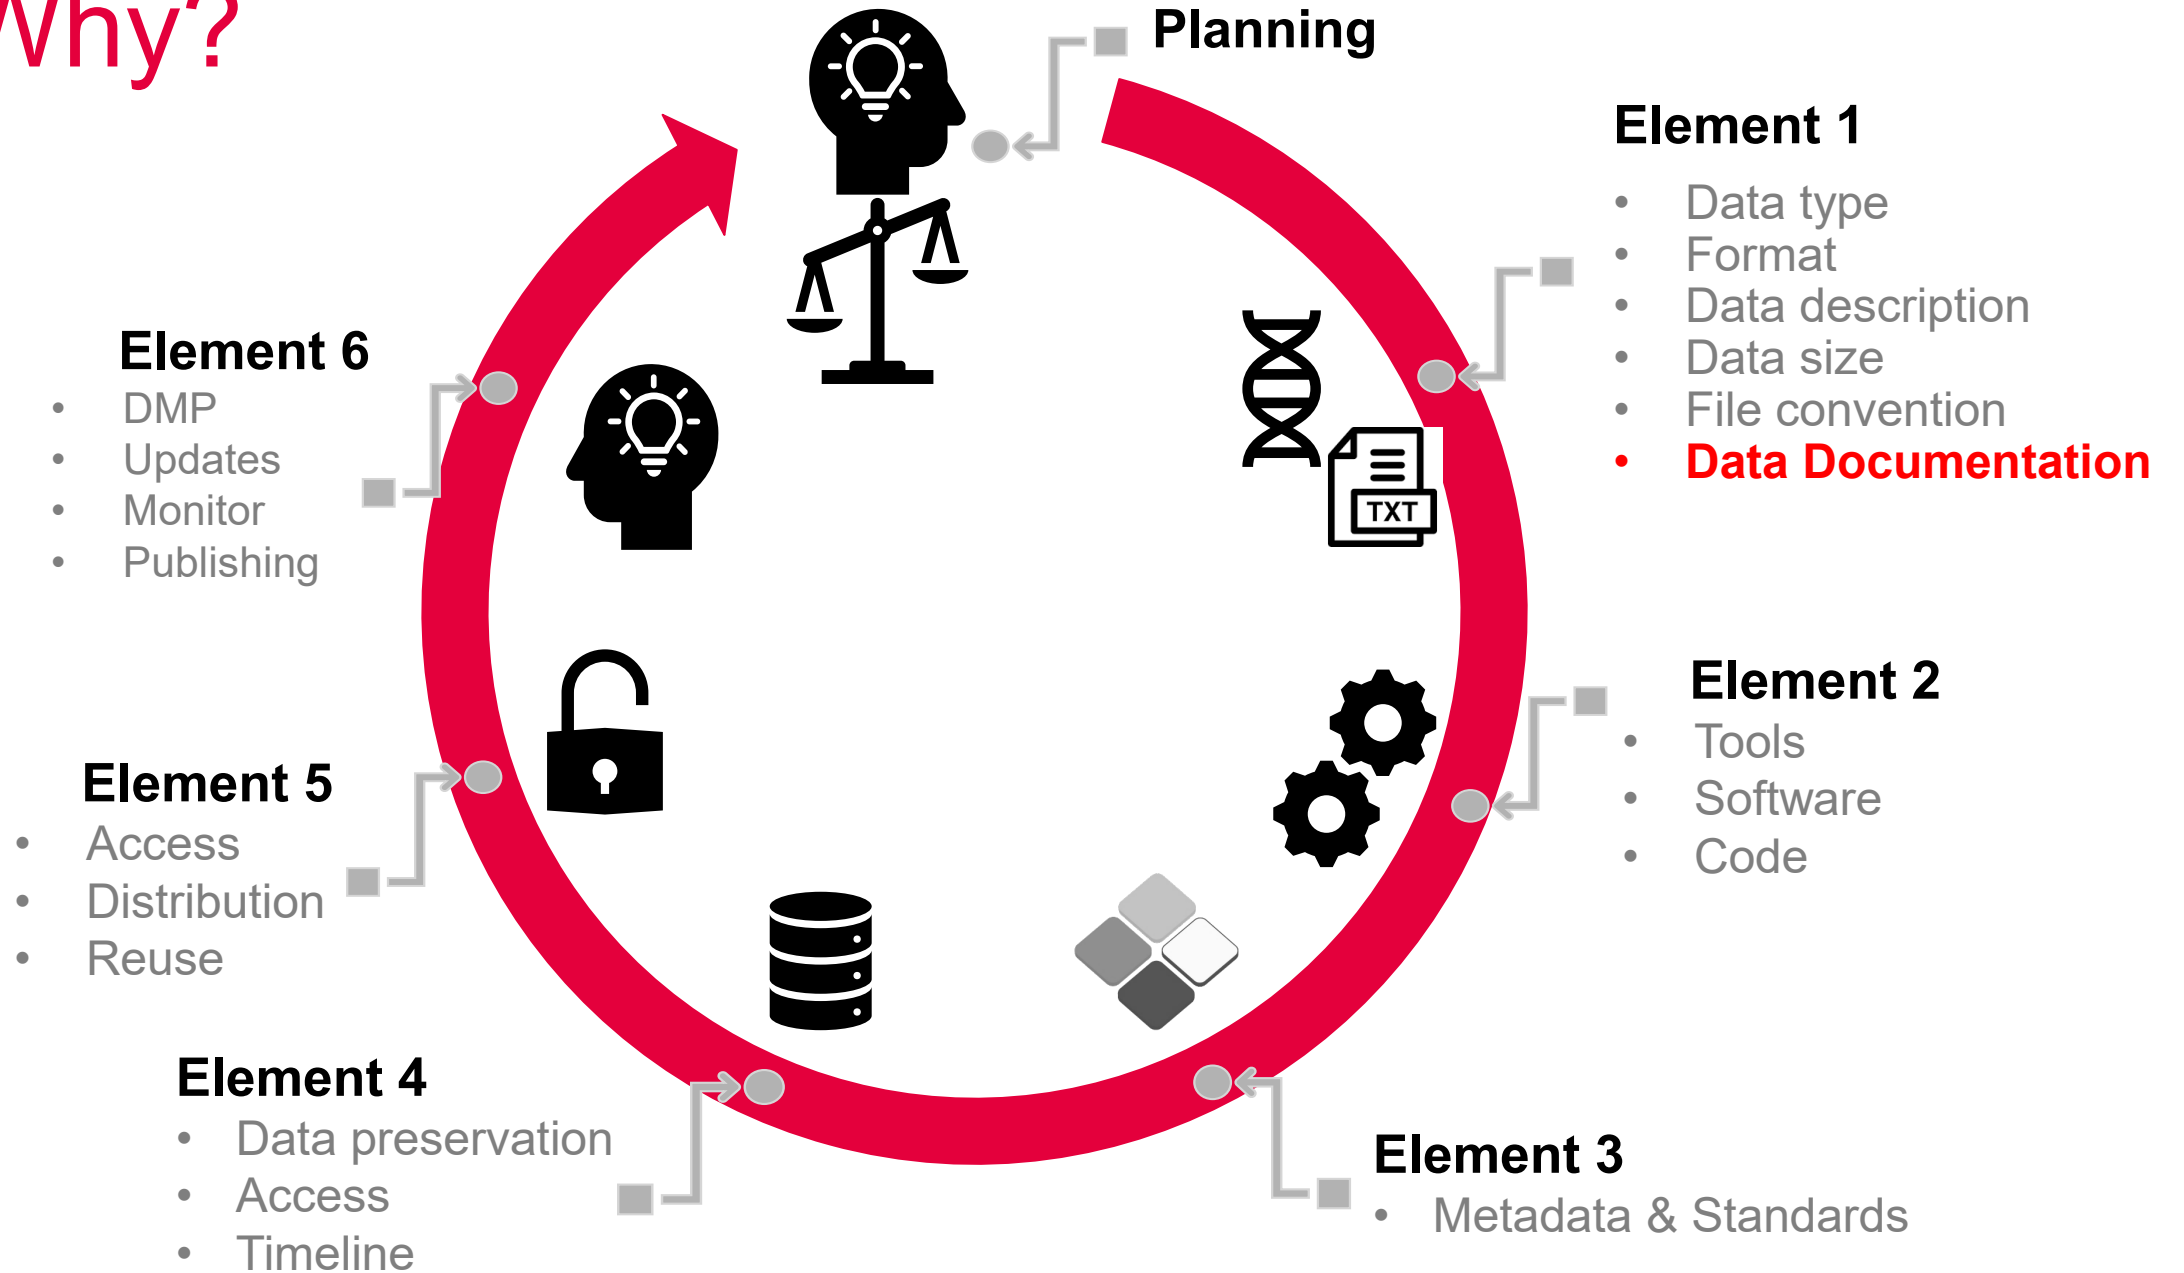 Why?
Planning
Element 1
• Data type
• Format
• Data description
• Data size
• File convention
• Data Documentation
TXT
Element 2
• Tools
• Software
• Code
Element 3
• Metadata & Standards
Element 4
• Data preservation
• Access
• Timeline
Element 5
• Access
• Distribution
• Reuse
Element 6
• DMP
• Updates
• Monitor
• Publishing